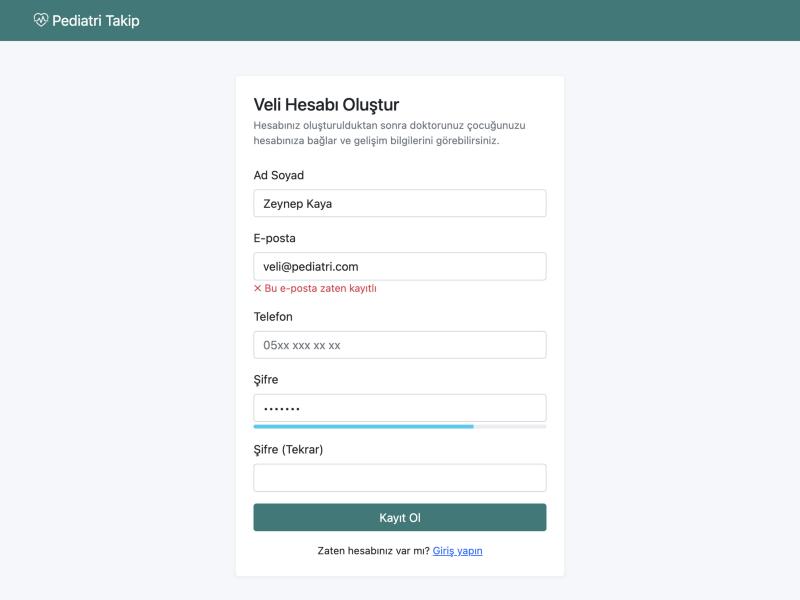 Pediatri Takip
Veli Hesabı Oluştur
Hesabınız oluşturulduktan sonra doktorunuz çocuğunuzu
hesabınıza bağlar ve gelişim bilgilerini görebilirsiniz.
Ad Soyad
Zeynep Kaya
E-posta
veli@pediatri.com
× Bu e-posta zaten kayıtlı
Telefon
05xx xxx xx xx
Şifre
•••••••
Şifre (Tekrar)
Kayıt Ol
Zaten hesabınız var mı? Giriş yapın